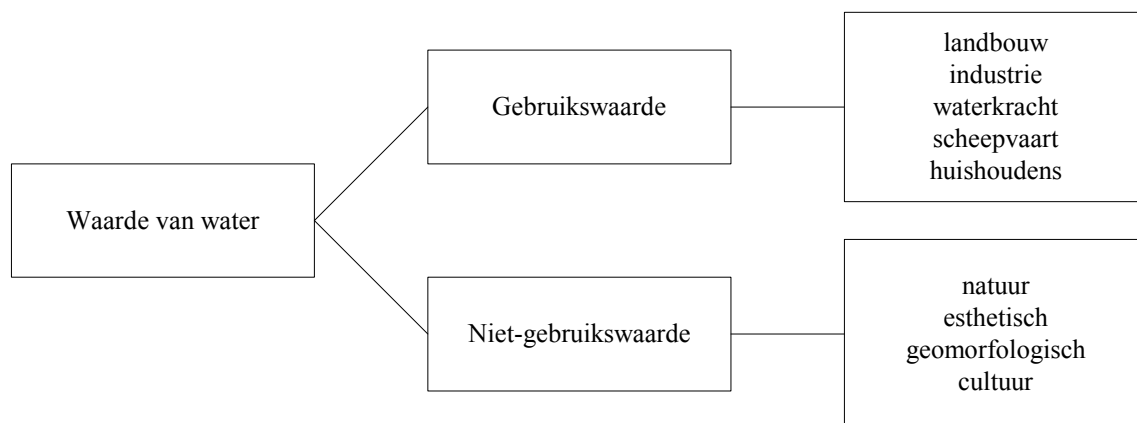 Waarde van water
Gebruikswaarde
landbouw
industrie
waterkracht
scheepvaart
huishoudens
Niet-gebruikswaarde
natuur
esthetisch
geomorfologisch
cultuur